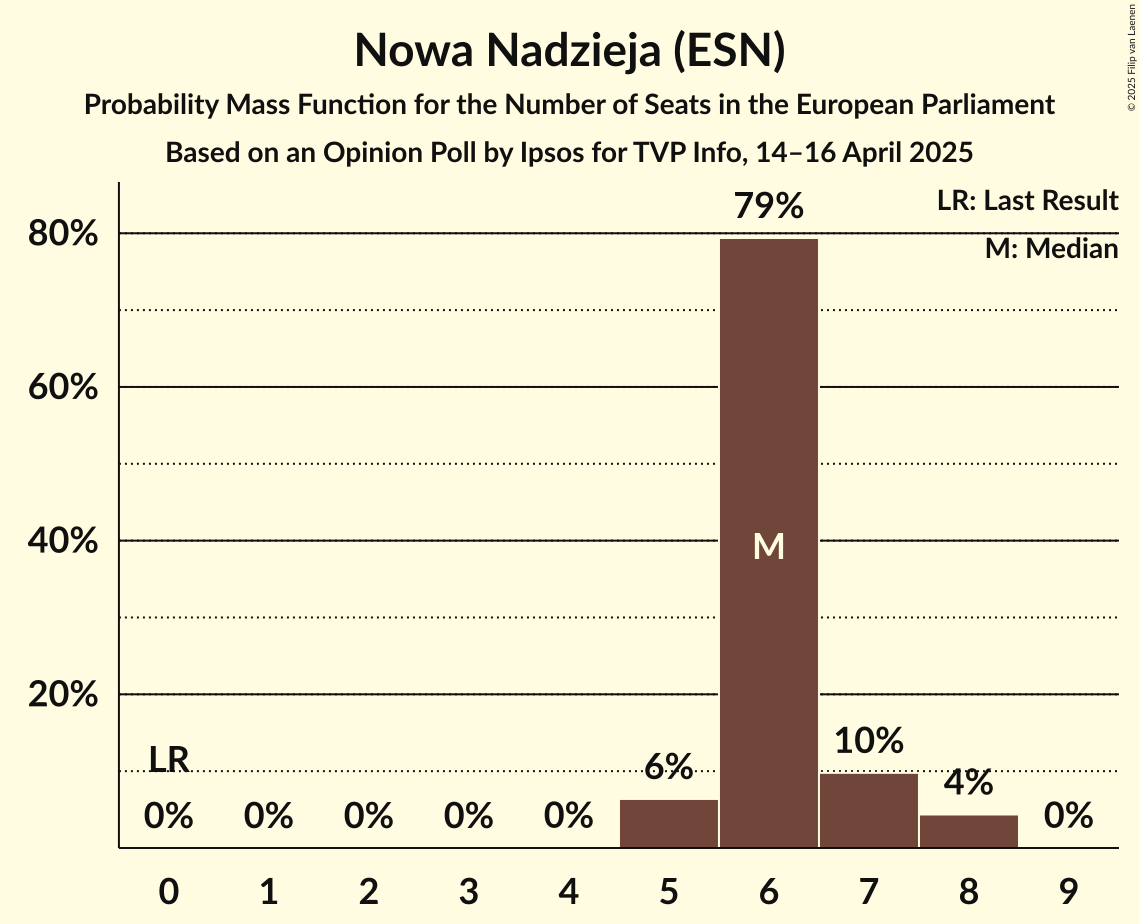 Nowa Nadzieja (ESN)
Probability Mass Function for the Number of Seats in the European Parliament
Based on an Opinion Poll by Ipsos for TVP Info, 14–16 April 2025
© 2025 Filip van Laenen
LR: Last Result
M: Median
80%
60%
40%
20%
79%
M
LR
0%
0%
0%
0%
0%
6%
10%
4%
0%
0 1 2 3 4 5 6 7 8 9